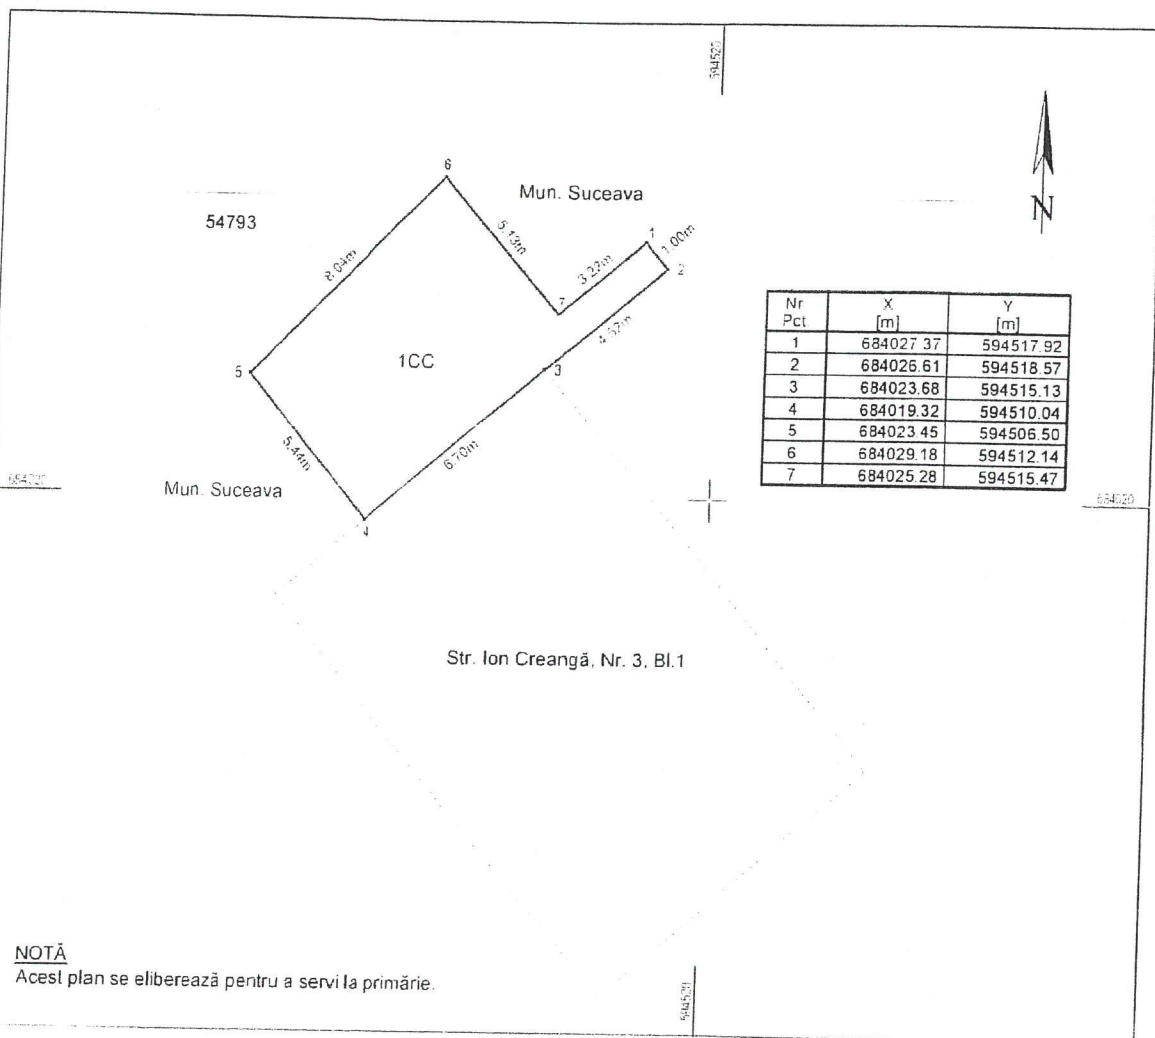 594520
6
Mun. Suceava
54793
N
5.13m
1
1.00m
8.04m
3.22m
2
7
4.52m
Nr Pct X [m] Y [m]
1 684027.37 594517.92
2 684026.61 594518.57
3 684023.68 594515.13
4 684019.32 594510.04
5 684023.45 594506.50
6 684029.18 594512.14
7 684025.28 594515.47
1CC
5
3
5.44m
6.70m
684020
Mun. Suceava
684020
4
Str. Ion Creangă, Nr. 3, Bl.1
NOTĂ
Acest plan se eliberează pentru a servi la primărie.
594520